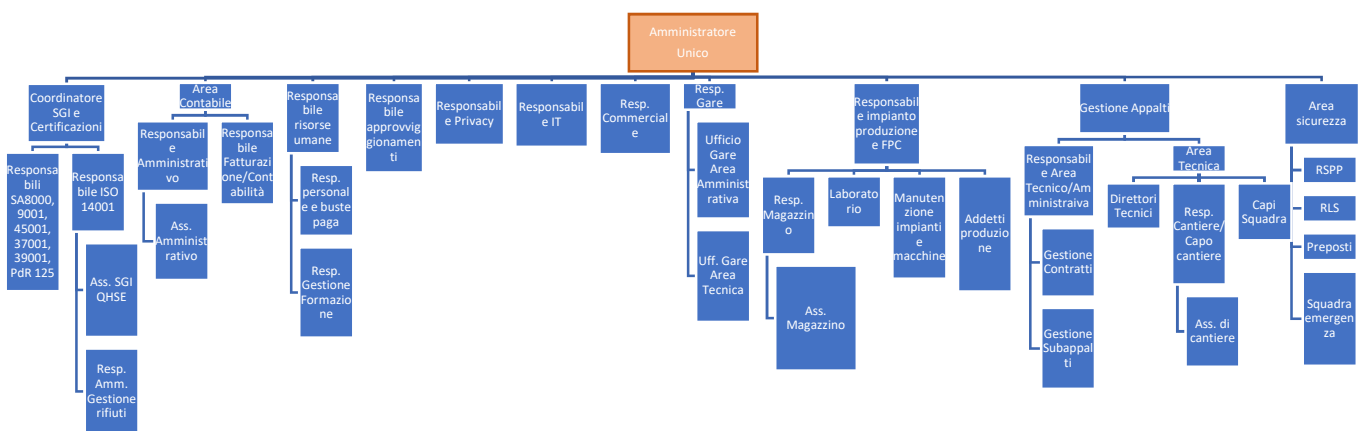 Amministratore
Unico
Coordinatore
SGI e
Certificazioni
Responsa
bili
SA8000,
9001,
45001,
37001,
39001,
PdR 125
Responsa
bile ISO
14001
Ass. SGI
QHSE
Resp.
Amm.
Gestione
rifiuti
Area
Contabile
Responsabil
e
Amministrati
vo
Ass.
Amminist
rativo
Responsa
bile
Fatturazio
ne/Cont
abilità
Responsa
bile
risorse
umane
Resp.
personal
e e buste
paga
Resp.
Gestione
Formazio
ne
Responsa
bile
approvvi
gionamen
ti
Responsabil
e Privacy
Responsabil
e IT
Resp.
Commercial
e
Resp.
Gare
Ufficio
Gare
Area
Amminist
rativa
Uff. Gare
Area
Tecnica
Responsabil
e impianto
produzione
e FPC
Resp.
Magazzin
o
Ass.
Magazzino
Laborato
rio
Manuten
zione
impianti
e
macchine
Addetti
produzio
ne
Gestione Appalti
Responsabil
e Area
Tecnico/Am
ministraiva
Gestione
Contratti
Gestione
Subappal
ti
Area
Tecnica
Direttori
Tecnici
Resp.
Cantiere/
Capo
cantiere
Ass. di
cantiere
Capi
Squadra
Area
sicurezza
RSPP
RLS
Preposti
Squadra
emergen
za